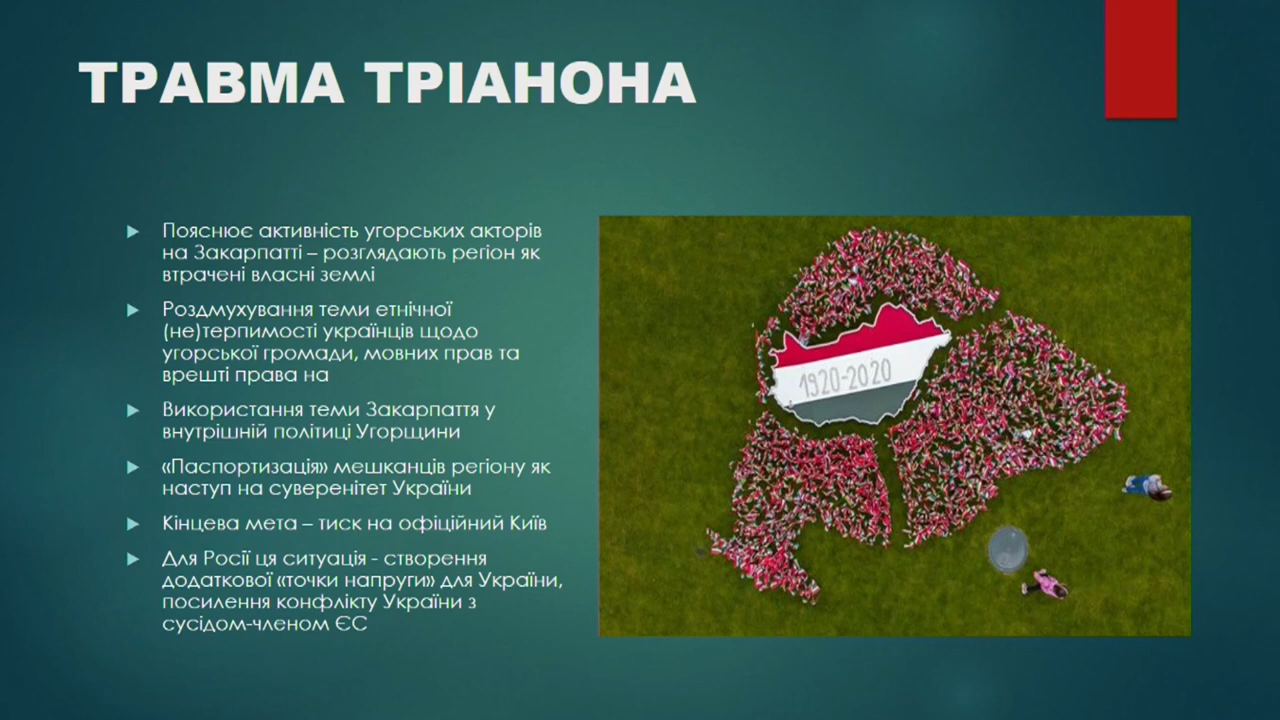 ТРАВМА ТРІАНОНА
Пояснює активність угорських акторів
на Закарпатті – розглядають регіон як
втрачені власні землі
Роздмухування теми етнічної
(не)терпимості українців щодо
угорської громади, мовних прав та
врешті права на
Використання теми Закарпаття у
внутрішній політиці Угорщини
«Паспортизація» мешканців регіону як
наступ на суверенітет України
Кінцева мета – тиск на офіційний Київ
Для Росії ця ситуація - створення
додаткової «точки напруги» для України,
посилення конфлікту України з
сусідом-членом ЄС
1920-2020